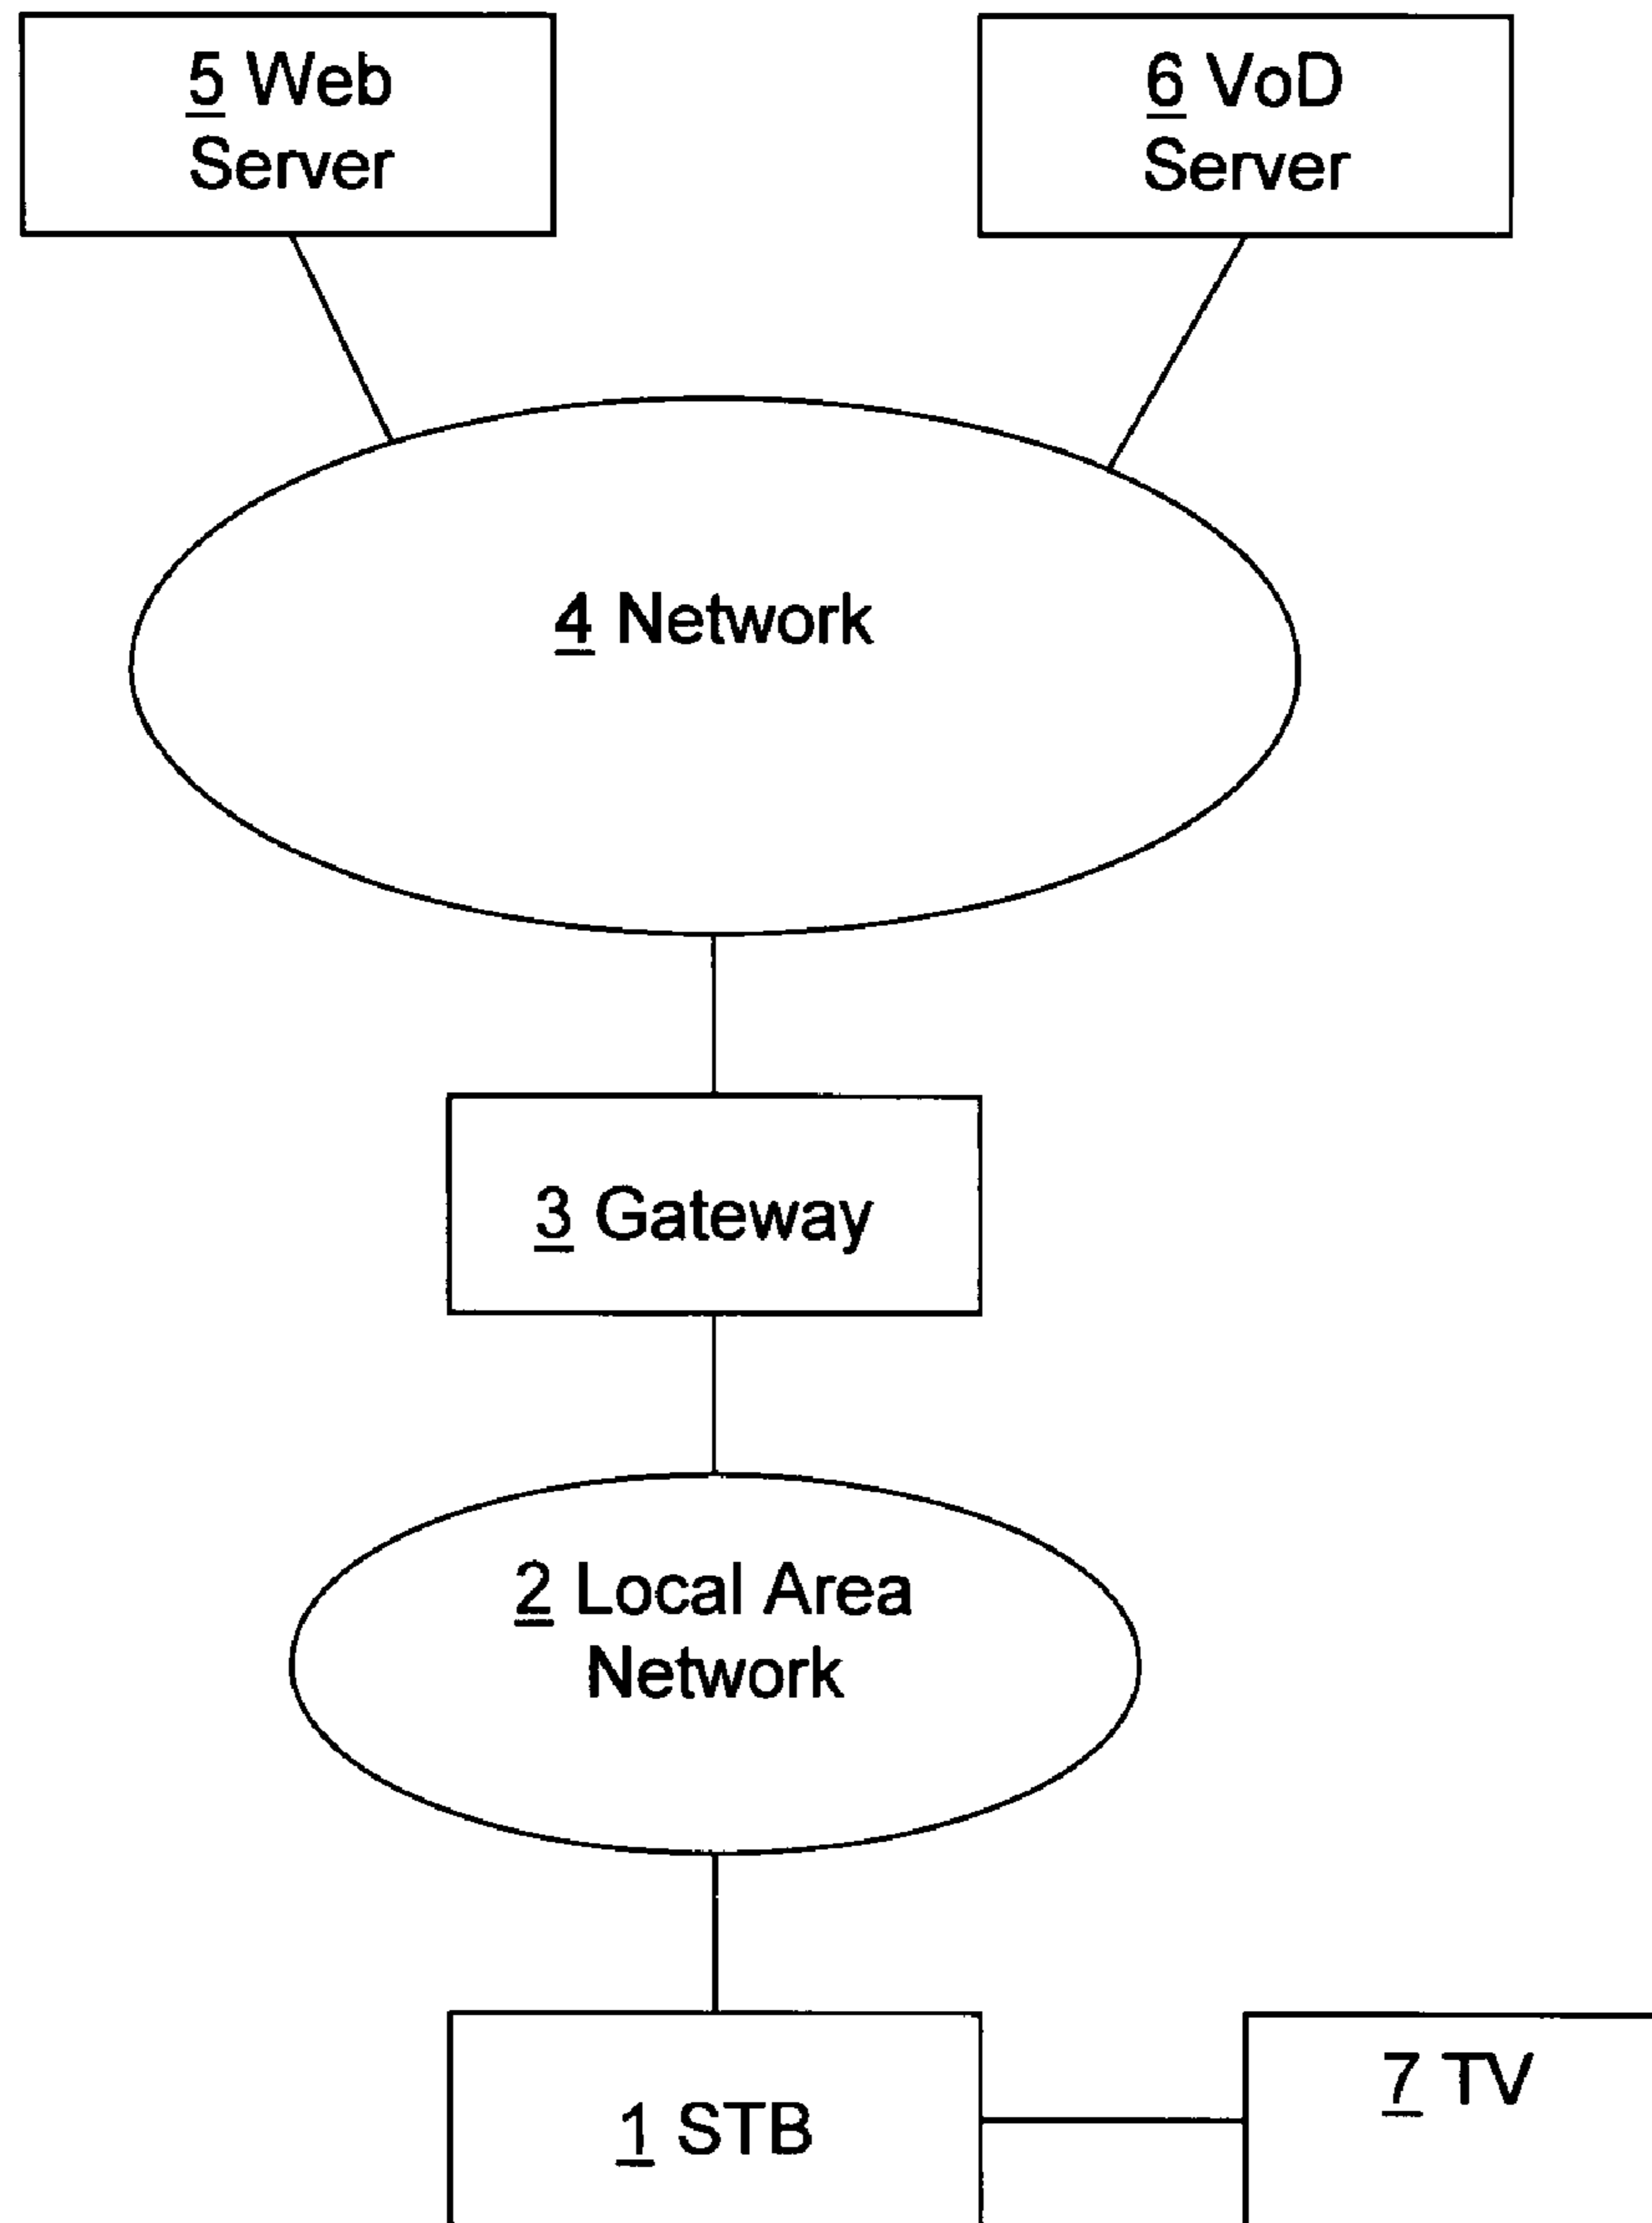 5 Web
Server
6 VoD
Server
4 Network
3 Gateway
2 Local Area
Network
1 STB
7 TV